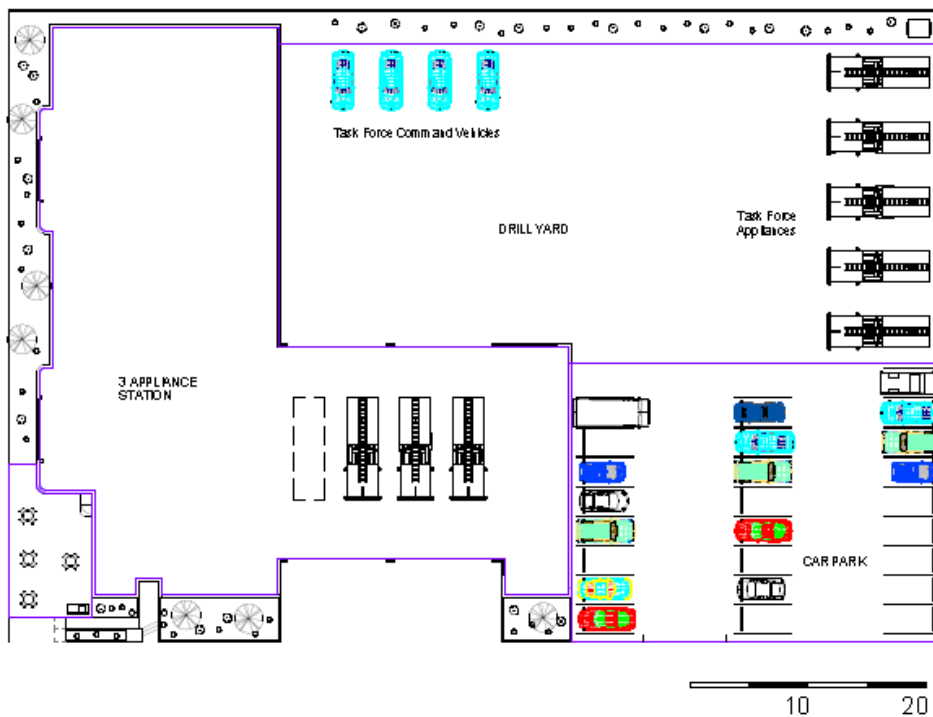 Task Force Command Vehicles
DRILL YARD
Task Force
Appliances
3 APPLIANCE
STATION
CAR PARK
10
20